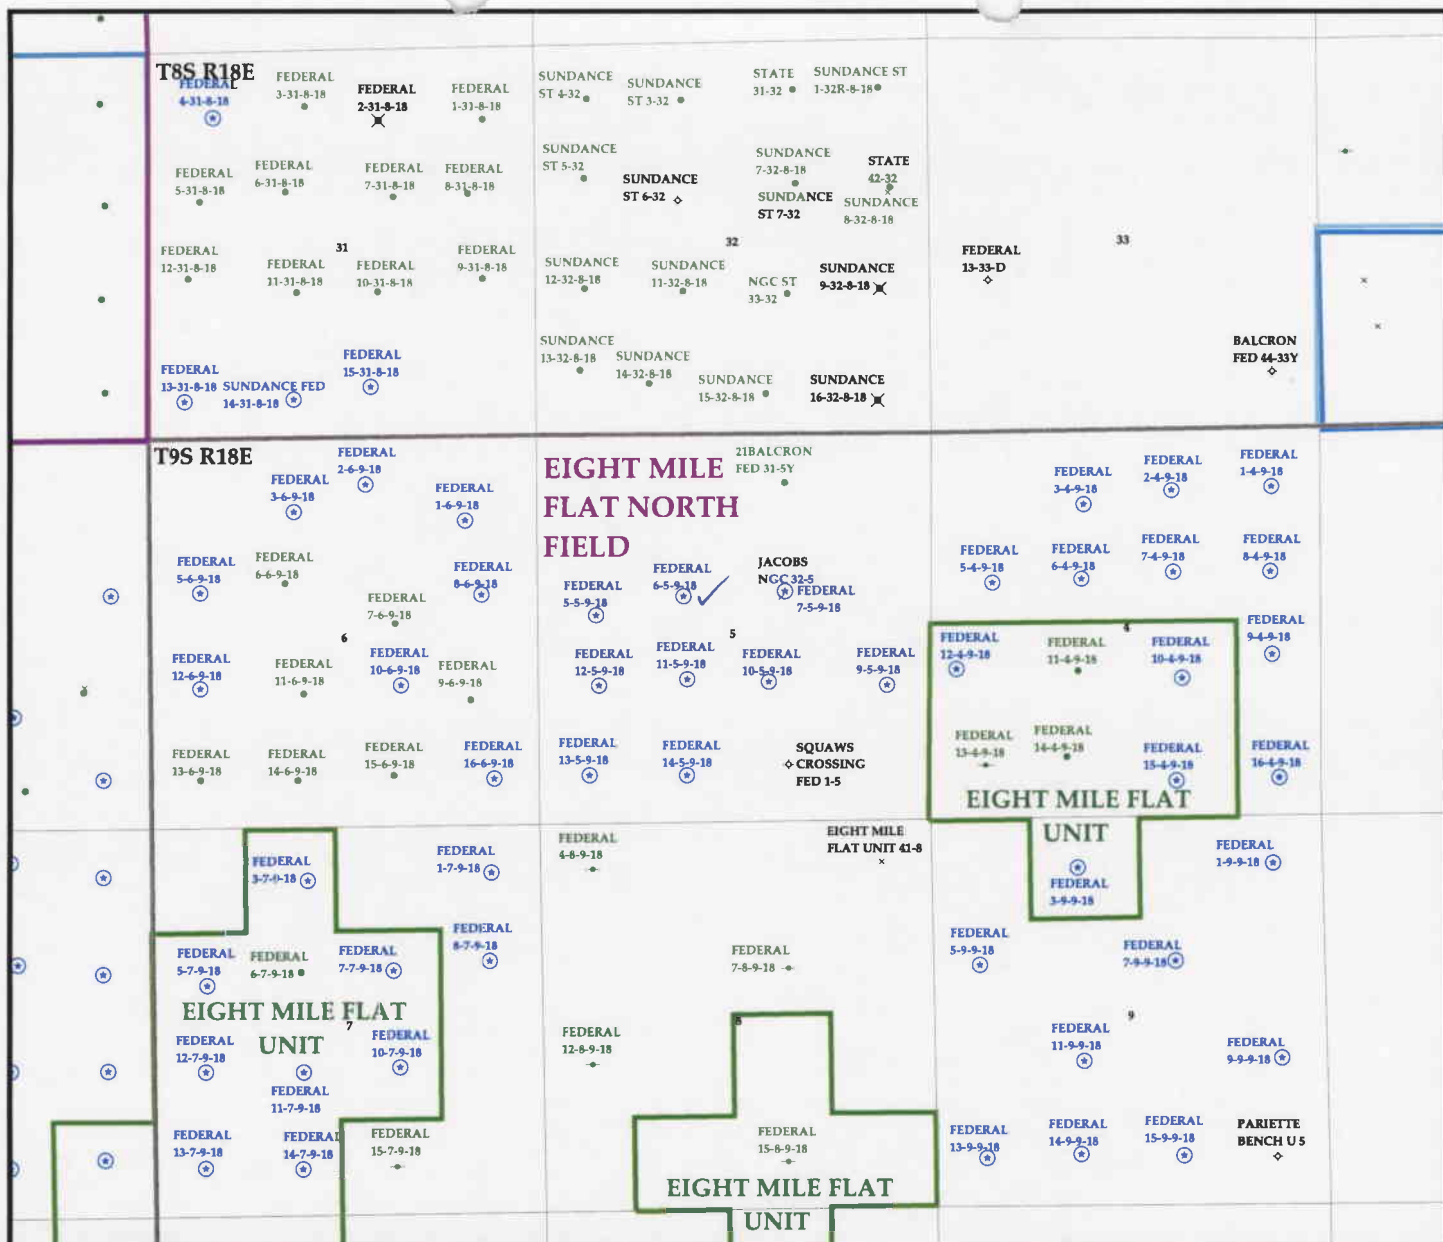 T8S R18E
FEDERAL
4-31-8-18
FEDERAL
3-31-8-18
FEDERAL
2-31-8-18
FEDERAL
1-31-8-18
SUNDANCE
ST 4-32
SUNDANCE
ST 3-32
STATE
31-32
SUNDANCE ST
1-32R-8-18
FEDERAL
5-31-8-18
FEDERAL
6-31-8-18
FEDERAL
7-31-8-18
FEDERAL
8-31-8-18
SUNDANCE
ST 5-32
SUNDANCE
ST 6-32
SUNDANCE
7-32-8-18
SUNDANCE
ST 7-32
STATE
42-32
SUNDANCE
8-32-8-18
31
32
33
FEDERAL
12-31-8-18
FEDERAL
11-31-8-18
FEDERAL
10-31-8-18
FEDERAL
9-31-8-18
SUNDANCE
12-32-8-18
SUNDANCE
11-32-8-18
NGC ST
33-32
SUNDANCE
9-32-8-18
FEDERAL
13-33-D
FEDERAL
13-31-8-18
SUNDANCE FED
14-31-8-18
FEDERAL
15-31-8-18
SUNDANCE
13-32-8-18
SUNDANCE
14-32-8-18
SUNDANCE
15-32-8-18
SUNDANCE
16-32-8-18
BALCRON
FED 44-33Y
T9S R18E
FEDERAL
3-6-9-18
FEDERAL
2-6-9-18
FEDERAL
1-6-9-18
EIGHT MILE
FLAT NORTH
FIELD
21BALCRON
FED 31-5Y
FEDERAL
3-4-9-18
FEDERAL
2-4-9-18
FEDERAL
1-4-9-18
FEDERAL
5-6-9-18
FEDERAL
6-6-9-18
FEDERAL
7-6-9-18
FEDERAL
8-6-9-18
FEDERAL
5-5-9-18
FEDERAL
6-5-9-18
JACOBS
NGC 32-5
FEDERAL
7-5-9-18
FEDERAL
5-4-9-18
FEDERAL
6-4-9-18
FEDERAL
7-4-9-18
FEDERAL
8-4-9-18
6
5
4
FEDERAL
12-6-9-18
FEDERAL
11-6-9-18
FEDERAL
10-6-9-18
FEDERAL
9-6-9-18
FEDERAL
12-5-9-18
FEDERAL
11-5-9-18
FEDERAL
10-5-9-18
FEDERAL
9-5-9-18
FEDERAL
12-4-9-18
FEDERAL
11-4-9-18
FEDERAL
10-4-9-18
FEDERAL
9-4-9-18
FEDERAL
13-6-9-18
FEDERAL
14-6-9-18
FEDERAL
15-6-9-18
FEDERAL
16-6-9-18
FEDERAL
13-5-9-18
FEDERAL
14-5-9-18
SQUAWS
CROSSING
FED 1-5
FEDERAL
13-4-9-18
FEDERAL
14-4-9-18
FEDERAL
15-4-9-18
FEDERAL
16-4-9-18
EIGHT MILE FLAT
UNIT
FEDERAL
3-7-9-18
FEDERAL
1-7-9-18
FEDERAL
4-8-9-18
EIGHT MILE
FLAT UNIT 41-8
FEDERAL
3-9-9-18
FEDERAL
1-9-9-18
FEDERAL
5-7-9-18
FEDERAL
6-7-9-18
FEDERAL
7-7-9-18
FEDERAL
8-7-9-18
FEDERAL
7-8-9-18
FEDERAL
5-9-9-18
FEDERAL
7-9-9-18
EIGHT MILE FLAT
UNIT
7
8
9
FEDERAL
12-7-9-18
FEDERAL
11-7-9-18
FEDERAL
10-7-9-18
FEDERAL
12-8-9-18
FEDERAL
11-9-9-18
FEDERAL
9-9-9-18
FEDERAL
13-7-9-18
FEDERAL
14-7-9-18
FEDERAL
15-7-9-18
FEDERAL
15-8-9-18
FEDERAL
13-9-9-18
FEDERAL
14-9-9-18
FEDERAL
15-9-9-18
PARIETTE
BENCH U 5
EIGHT MILE FLAT
UNIT